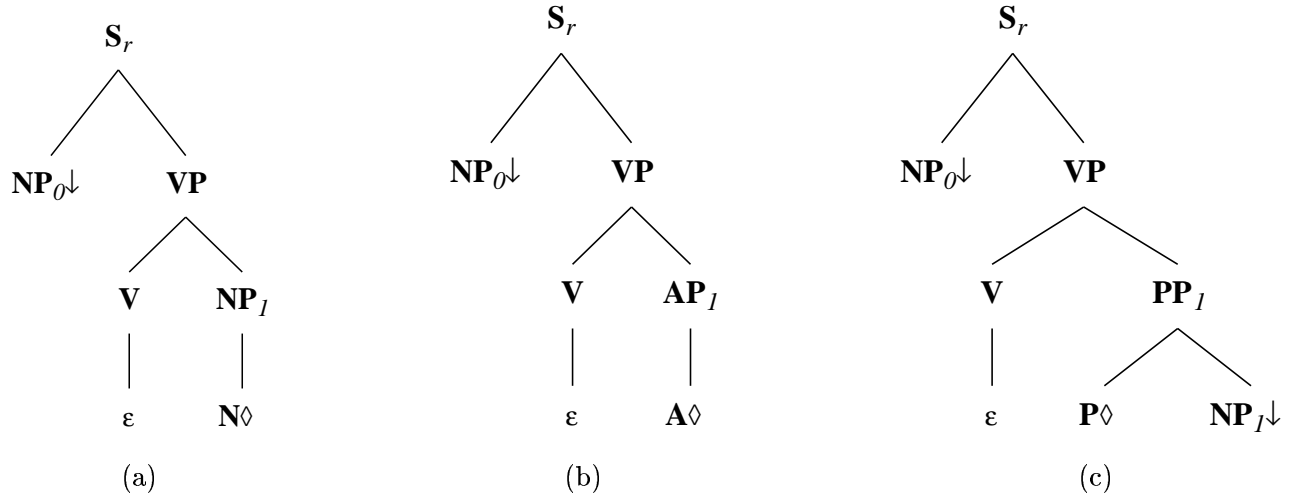 S_r S_r S_r
NP_0↓ VP NP_0↓ VP NP_0↓ VP
V NP_1 V AP_1 V PP_1
ε N◊ ε A◊ ε P◊ NP_1↓
(a) (b) (c)